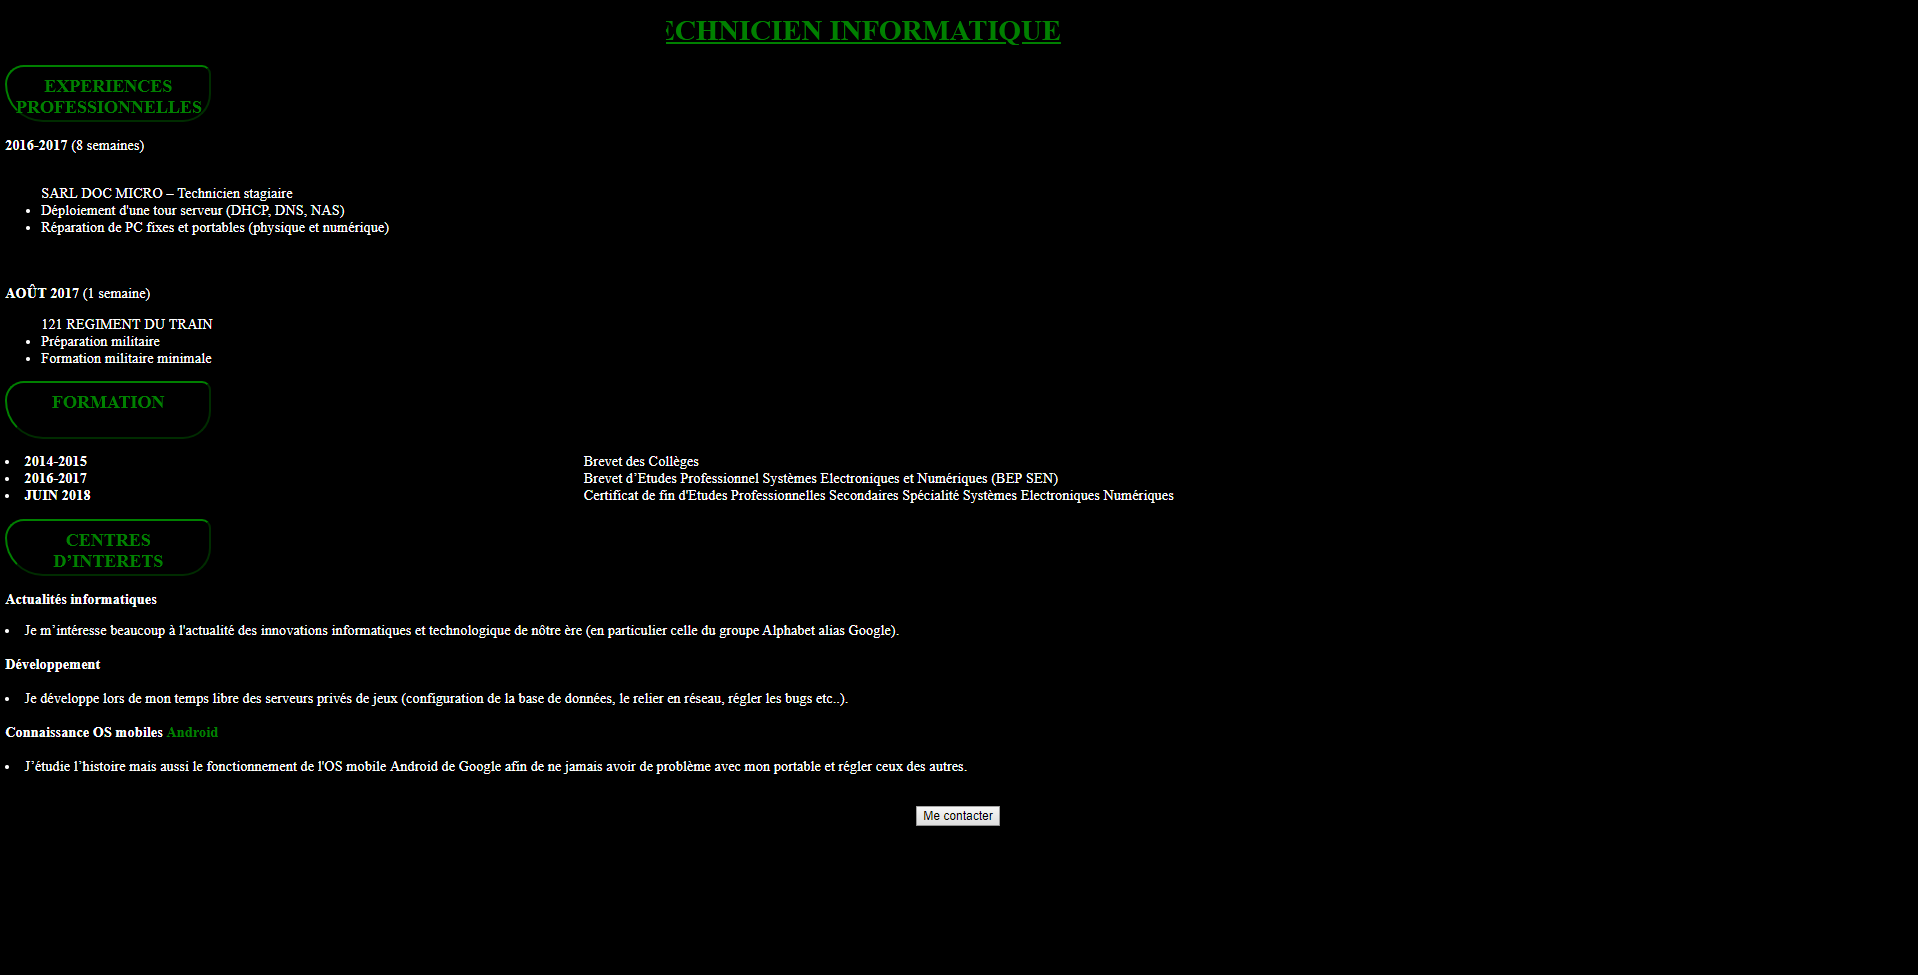 ECHNICIEN INFORMATIQUE
EXPERIENCES
PROFESSIONNELLES
2016-2017 (8 semaines)
SARL DOC MICRO – Technicien stagiaire
• Déploiement d'une tour serveur (DHCP, DNS, NAS)
• Réparation de PC fixes et portables (physique et numérique)
AOÛT 2017 (1 semaine)
121 REGIMENT DU TRAIN
• Préparation militaire
• Formation militaire minimale
FORMATION
• 2014-2015 Brevet des Collèges
• 2016-2017 Brevet d’Etudes Professionnel Systèmes Electroniques et Numériques (BEP SEN)
• JUIN 2018 Certificat de fin d'Etudes Professionnelles Secondaires Spécialité Systèmes Electroniques Numériques
CENTRES
D’INTERETS
Actualités informatiques
• Je m’intéresse beaucoup à l'actualité des innovations informatiques et technologique de nôtre ère (en particulier celle du groupe Alphabet alias Google).
Développement
• Je développe lors de mon temps libre des serveurs privés de jeux (configuration de la base de données, le relier en réseau, régler les bugs etc..).
Connaissance OS mobiles Android
• J’étudie l’histoire mais aussi le fonctionnement de l'OS mobile Android de Google afin de ne jamais avoir de problème avec mon portable et régler ceux des autres.
Me contacter